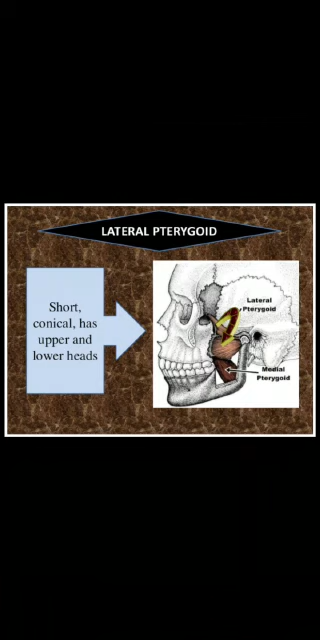 LATERAL PTERYGOID
Short,
conical, has
upper and
lower heads
Lateral
Pterygoid
Medial
Pterygoid